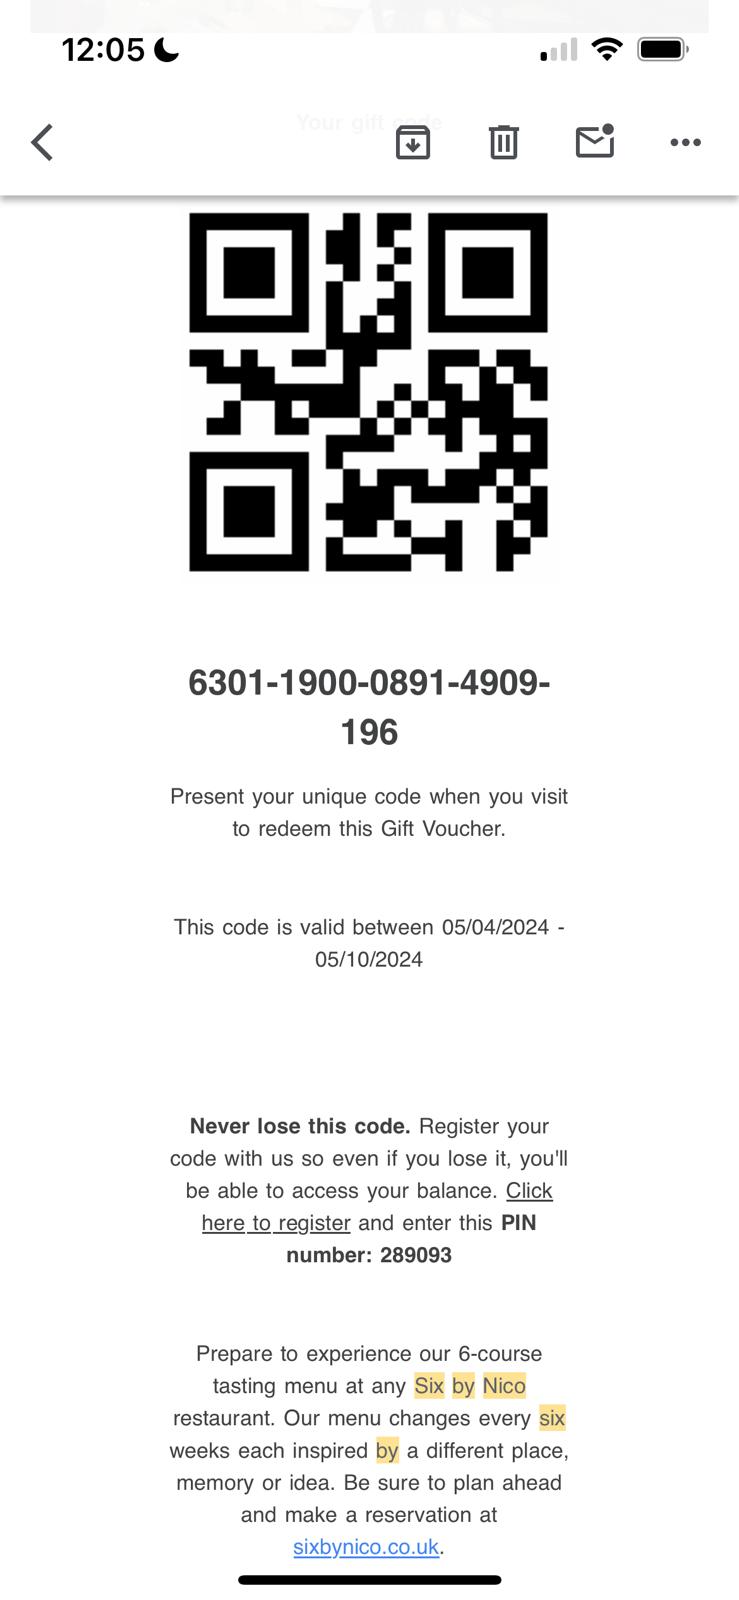 12:05
Your gift code
6301-1900-0891-4909-
196
Present your unique code when you visit
to redeem this Gift Voucher.
This code is valid between 05/04/2024 -
05/10/2024
Never lose this code. Register your
code with us so even if you lose it, you'll
be able to access your balance. Click
here to register and enter this PIN
number: 289093
Prepare to experience our 6-course
tasting menu at any Six by Nico
restaurant. Our menu changes every six
weeks each inspired by a different place,
memory or idea. Be sure to plan ahead
and make a reservation at
sixbynico.co.uk.